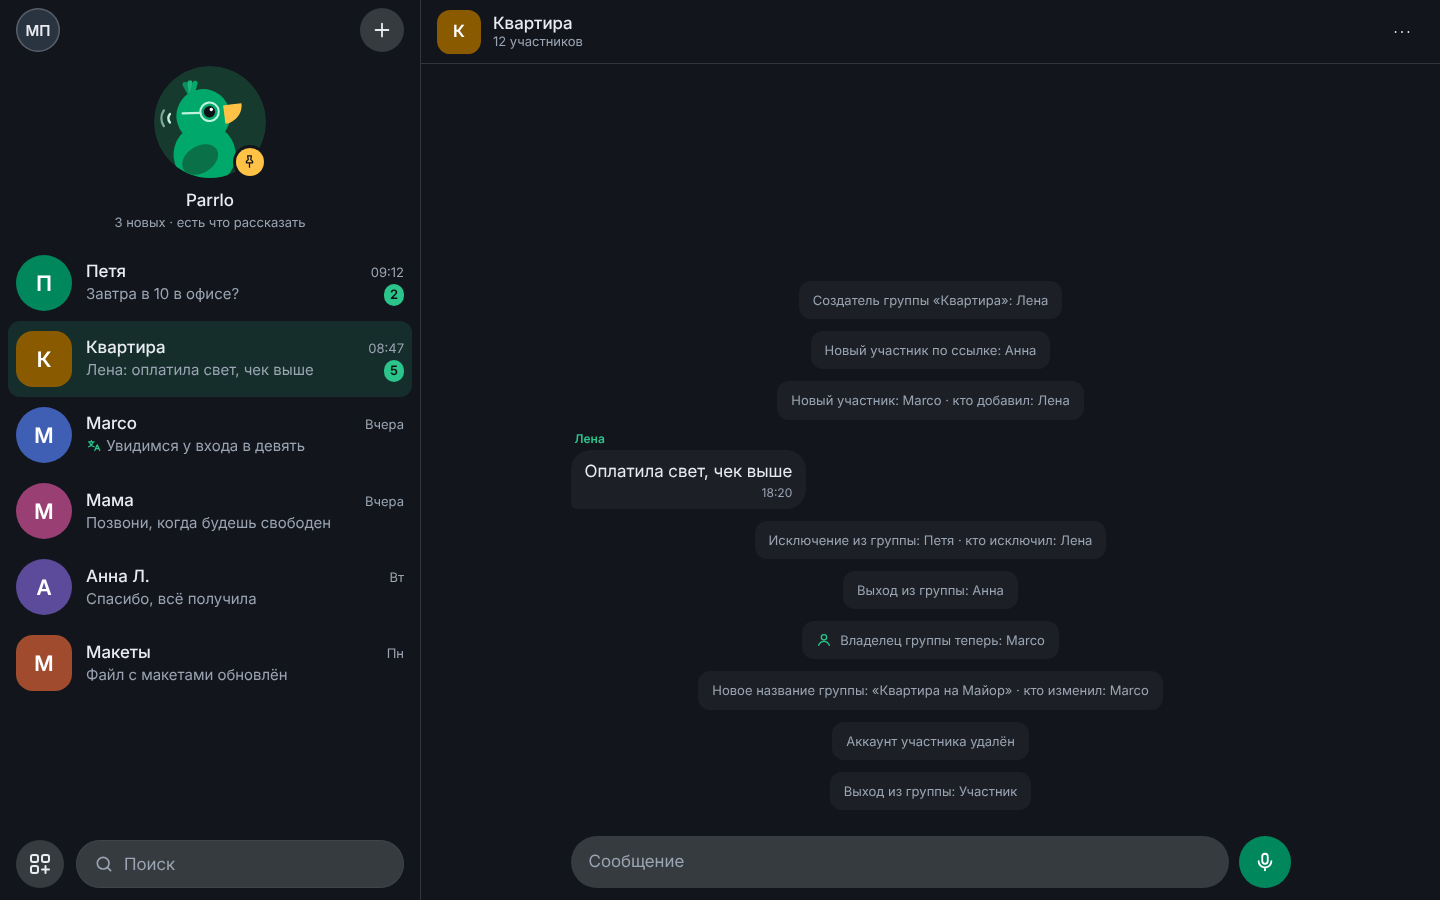 МП
Parrlo
3 новых · есть что рассказать
П
Петя
09:12
Завтра в 10 в офисе?
2
К
Квартира
08:47
Лена: оплатила свет, чек выше
5
M
Marco
Вчера
Увидимся у входа в девять
М
Мама
Вчера
Позвони, когда будешь свободен
А
Анна Л.
Вт
Спасибо, всё получила
М
Макеты
Пн
Файл с макетами обновлён
Поиск
К
Квартира
12 участников
Создатель группы «Квартира»: Лена
Новый участник по ссылке: Анна
Новый участник: Marco · кто добавил: Лена
Лена
Оплатила свет, чек выше
18:20
Исключение из группы: Петя · кто исключил: Лена
Выход из группы: Анна
Владелец группы теперь: Marco
Новое название группы: «Квартира на Майор» · кто изменил: Marco
Аккаунт участника удалён
Выход из группы: Участник
Сообщение